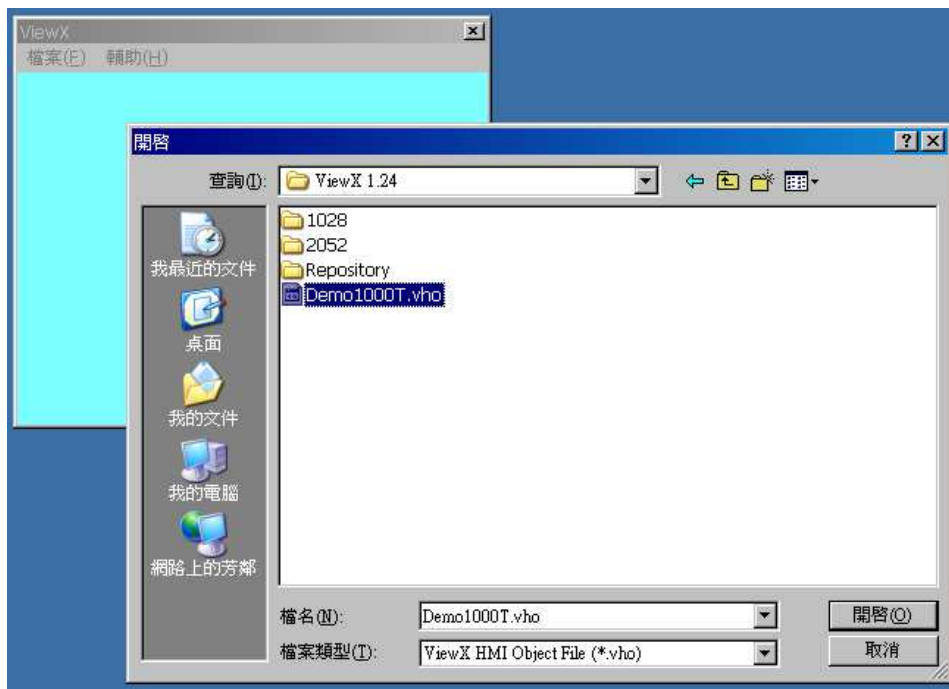 ViewX
檔案(F) 輔助(H)
開啓
查詢(I): ViewX 1.24
1028
2052
Repository
Demo1000T.vho
我最近的文件
桌面
我的文件
我的電腦
網路上的芳鄰
檔名(N): Demo1000T.vho 開啓(O)
檔案類型(T): ViewX HMI Object File (*.vho) 取消